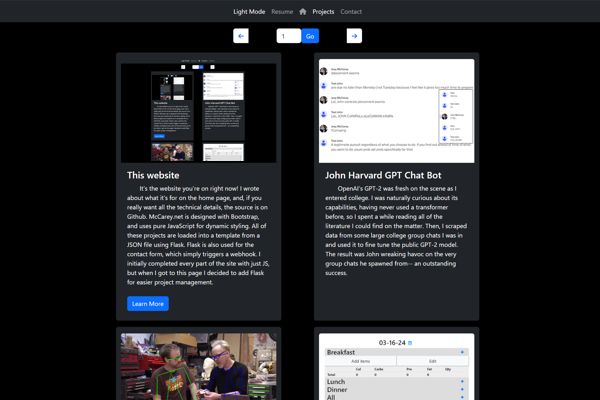 Light Mode Resume Projects Contact
1 Go
This website
It's the website you're on right now! I wrote
about what it's for on the home page, and, if you
really want all the technical details, the source is on
Github. McCarey.net is designed with Bootstrap,
and uses pure JavaScript for dynamic styling. All of
these projects are loaded into a template from a
JSON file using Flask. Flask is also used for the
contact form, which simply triggers a webhook. I
initially completed every part of the site with just JS,
but when I got to this page I decided to add Flask
for easier project management.
Learn More
John Harvard GPT Chat Bot
OpenAI's GPT-2 was fresh on the scene as I
entered college. I was naturally curious about its
capabilities, having never used a transformer
before, so I spent a while reading all of the
literature I could find on the matter. Then, I scraped
data from some large college group chats I was in
and used it to fine tune the public GPT-2 model.
The result was John wreaking havoc on the very
group chats he spawned from— an outstanding
success.
03-16-24
Breakfast +
Add Items Edit
Cal Carbs Pro Fat Qty
Total 0 0 0 0
Lunch +
Dinner +
All